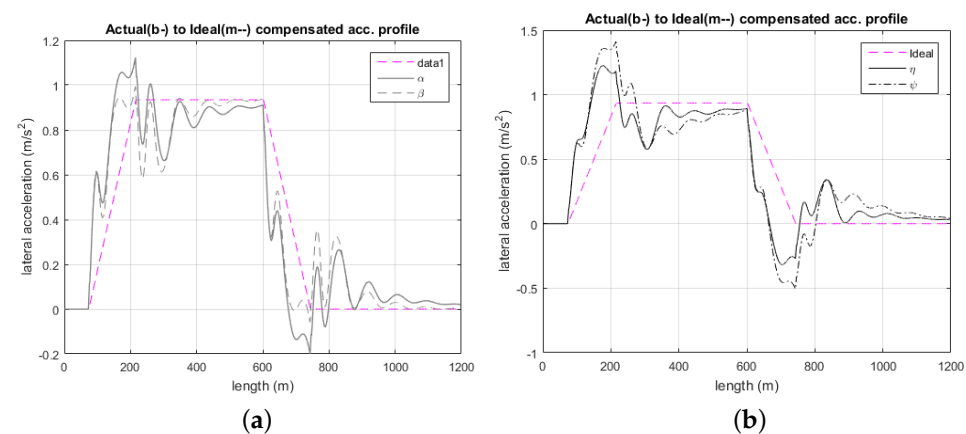 Actual(b-) to Ideal(m--) compensated acc. profile
lateral acceleration (m/s²)
1.2
1
0.8
0.6
0.4
0.2
0
-0.2
data1
α
β
0 200 400 600 800 1000 1200
length (m)
(a)
Actual(b-) to Ideal(m--) compensated acc. profile
lateral acceleration (m/s²)
1.5
1
0.5
0
-0.5
-1
Ideal
η
ψ
0 200 400 600 800 1000 1200
length (m)
(b)